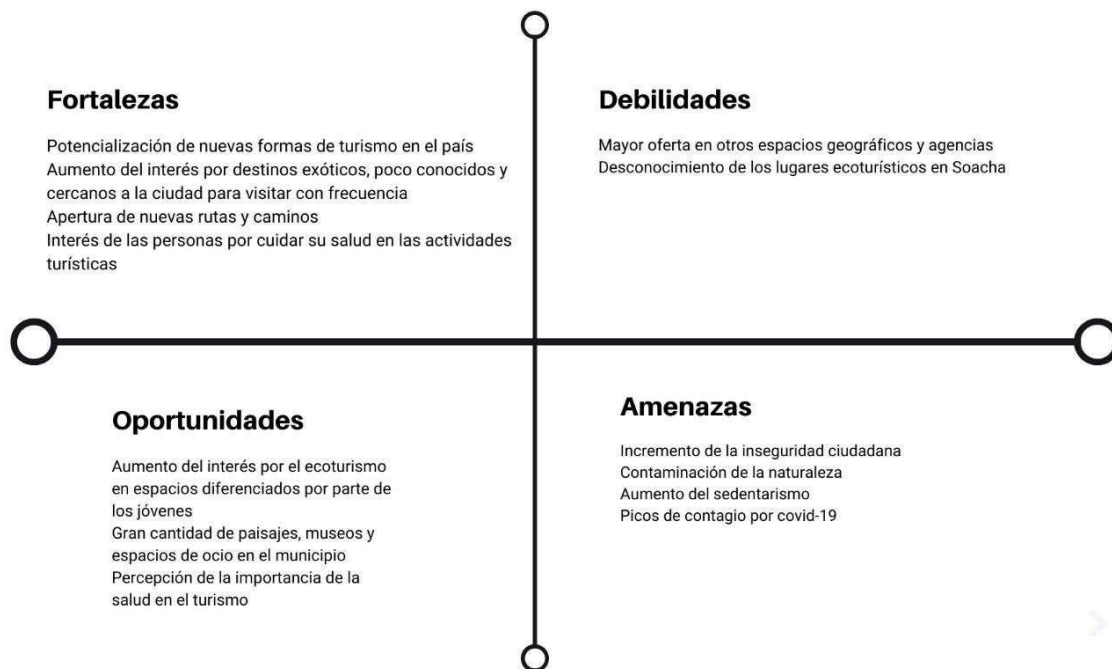 Fortalezas
Potencialización de nuevas formas de turismo en el país
Aumento del interés por destinos exóticos, poco conocidos y
cercanos a la ciudad para visitar con frecuencia
Apertura de nuevas rutas y caminos
Interés de las personas por cuidar su salud en las actividades
turísticas
Debilidades
Mayor oferta en otros espacios geográficos y agencias
Desconocimiento de los lugares ecoturísticos en Soacha
Oportunidades
Aumento del interés por el ecoturismo
en espacios diferenciados por parte de
los jóvenes
Gran cantidad de paisajes, museos y
espacios de ocio en el municipio
Percepción de la importancia de la
salud en el turismo
Amenazas
Incremento de la inseguridad ciudadana
Contaminación de la naturaleza
Aumento del sedentarismo
Picos de contagio por covid-19